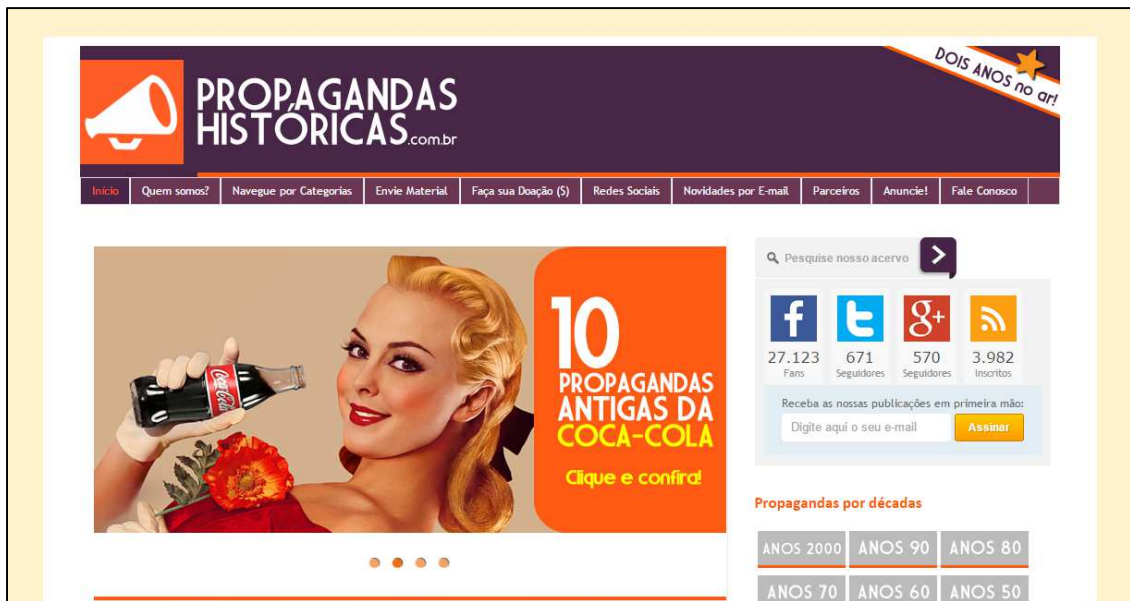 DOIS ANOS no ar!
PROPAGANDAS
HISTÓRICAS.com.br
Início Quem somos? Navegue por Categorias Envie Material Faça sua Doação ($) Redes Sociais Novidades por E-mail Parceiros Anuncie! Fale Conosco
Pesquise nosso acervo
10
PROPAGANDAS
ANTIGAS DA
COCA-COLA
Clique e confira!
Coca-Cola
27.123 671 570 3.982
Fans Seguidores Seguidores Inscritos
Receba as nossas publicações em primeira mão:
Digite aqui o seu e-mail Assinar
Propagandas por décadas
ANOS 2000 ANOS 90 ANOS 80
ANOS 70 ANOS 60 ANOS 50